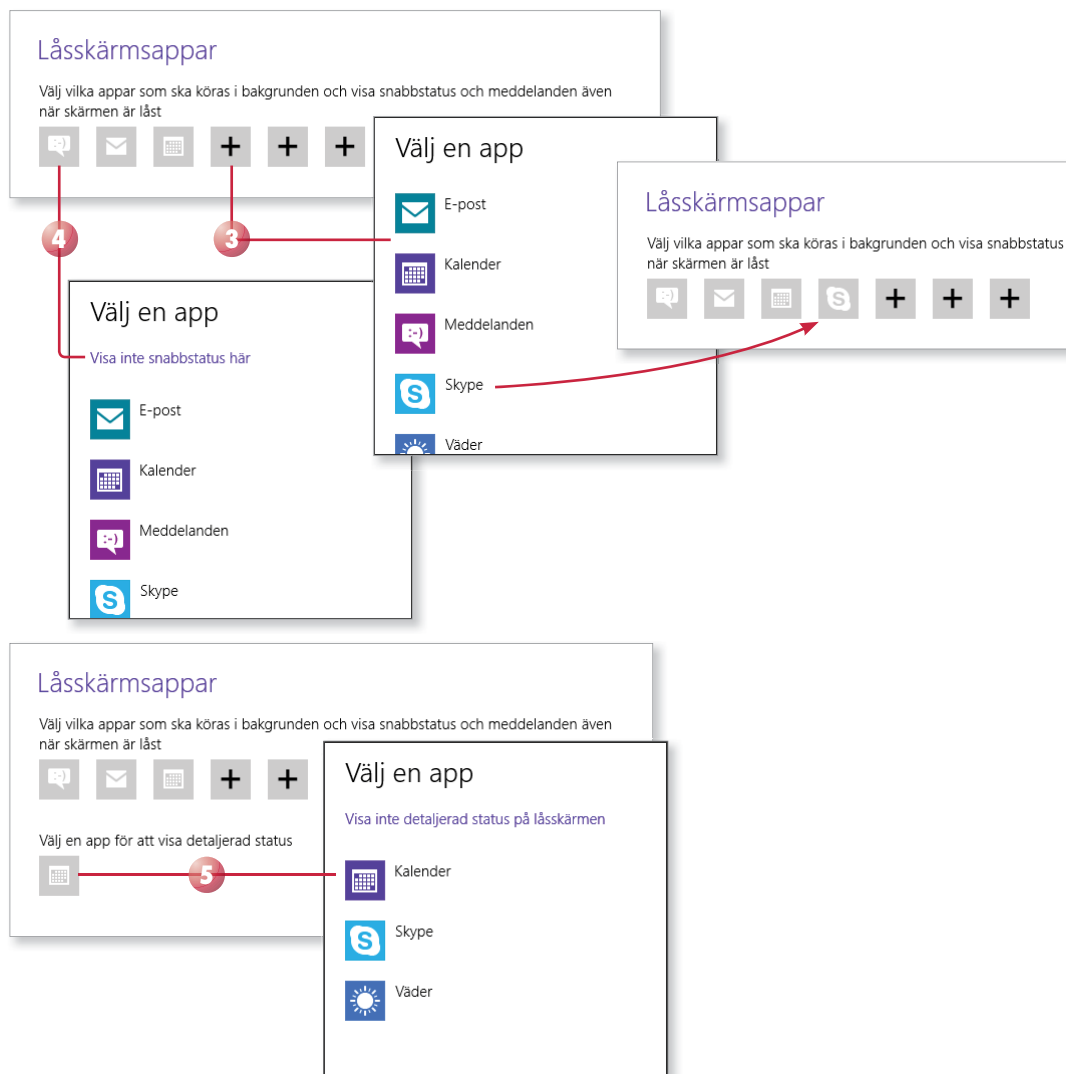 Låsskärmsappar
Välj vilka appar som ska köras i bakgrunden och visa snabbstatus och meddelanden även
när skärmen är låst
Välj en app
E-post
Kalender
Meddelanden
Skype
Väder
Låsskärmsappar
Välj vilka appar som ska köras i bakgrunden och visa snabbstatus
när skärmen är låst
4
3
Välj en app
Visa inte snabbstatus här
E-post
Kalender
Meddelanden
Skype
Låsskärmsappar
Välj vilka appar som ska köras i bakgrunden och visa snabbstatus och meddelanden även
när skärmen är låst
Välj en app för att visa detaljerad status
5
Välj en app
Visa inte detaljerad status på låsskärmen
Kalender
Skype
Väder